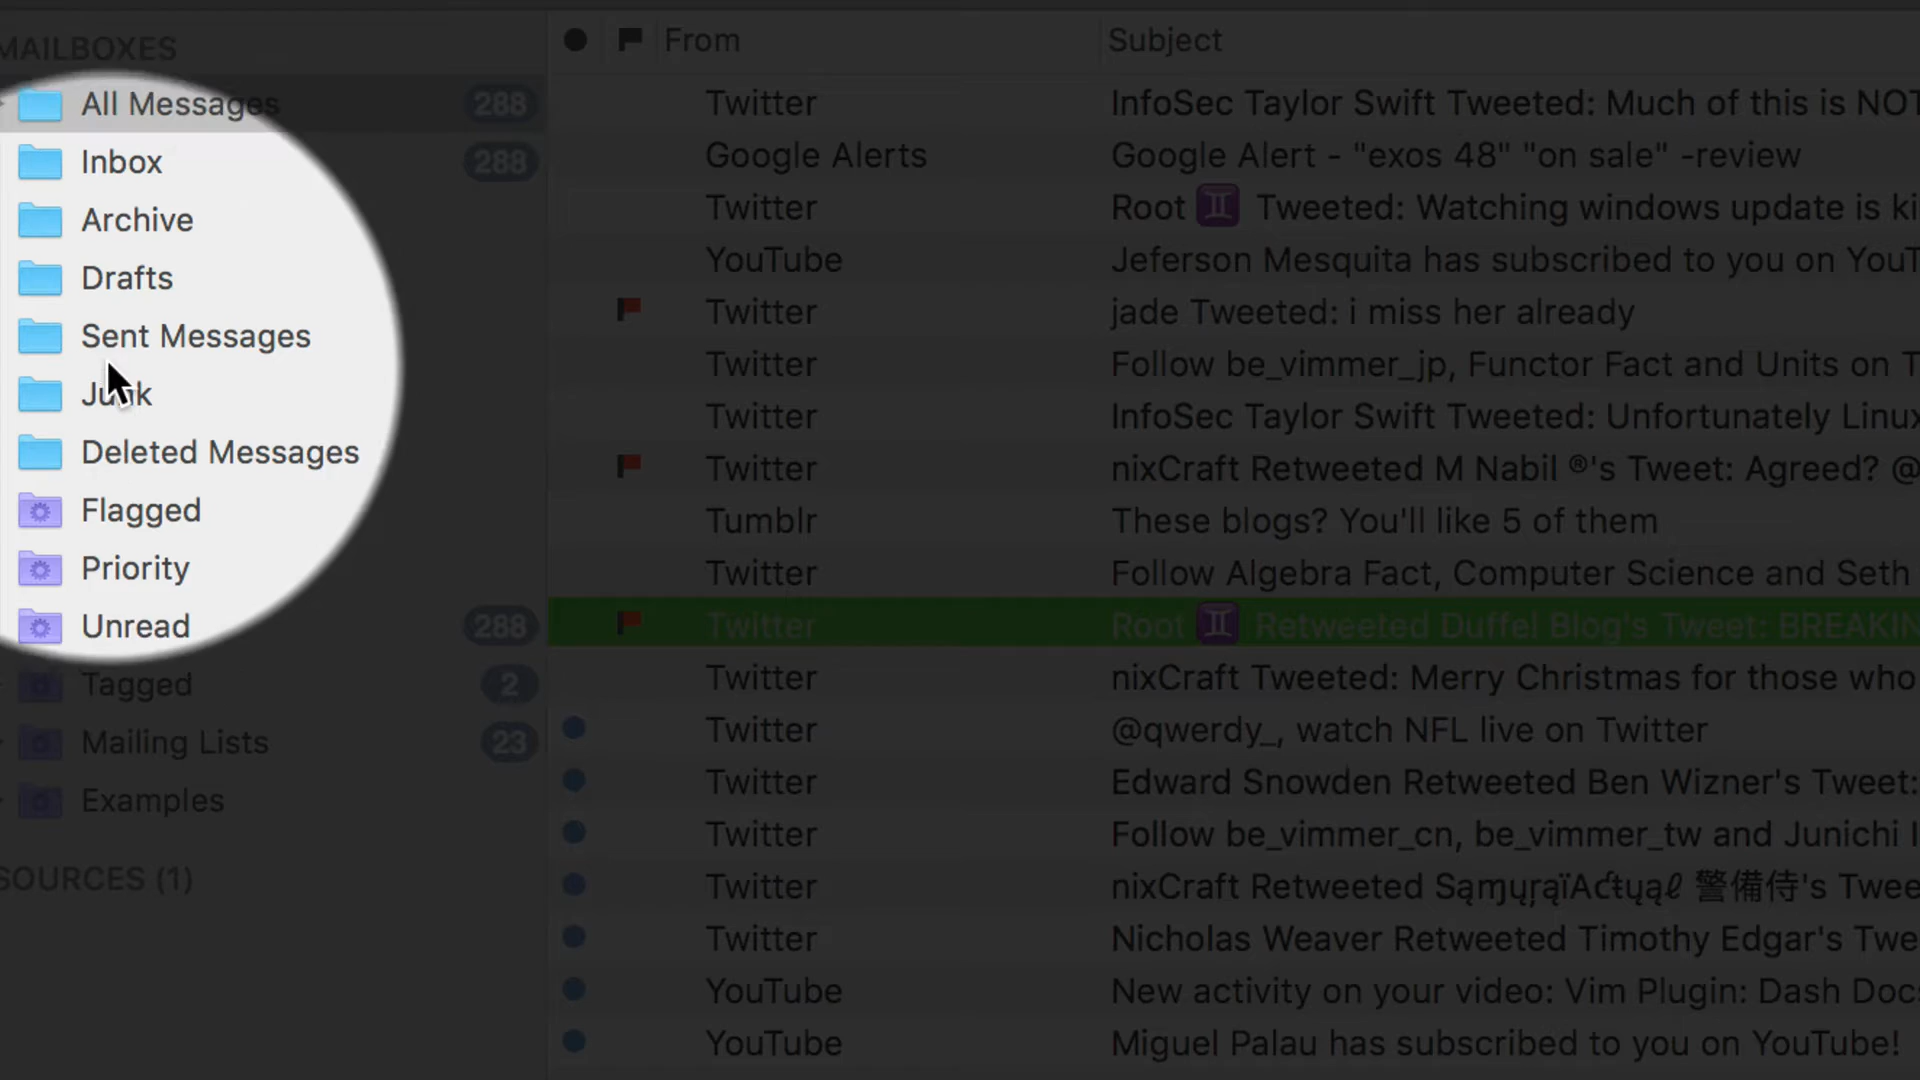 MAILBOXES
All Messages 288
Inbox 288
Archive
Drafts
Sent Messages
Junk
Deleted Messages
Flagged
Priority
Unread 288
Tagged 2
Mailing Lists 23
Examples
SOURCES (1)
From Subject
Twitter InfoSec Taylor Swift Tweeted: Much of this is NOT
Google Alerts Google Alert - "exos 48" "on sale" -review
Twitter Root ♊ Tweeted: Watching windows update is ki
YouTube Jeferson Mesquita has subscribed to you on YouT
Twitter jade Tweeted: i miss her already
Twitter Follow be_vimmer_jp, Functor Fact and Units on T
Twitter InfoSec Taylor Swift Tweeted: Unfortunately Linux
Twitter nixCraft Retweeted M Nabil ®'s Tweet: Agreed? @
Tumblr These blogs? You'll like 5 of them
Twitter Follow Algebra Fact, Computer Science and Seth
Twitter Root ♊ Retweeted Duffel Blog's Tweet: BREAKIN
Twitter nixCraft Tweeted: Merry Christmas for those who
Twitter @qwerdy_, watch NFL live on Twitter
Twitter Edward Snowden Retweeted Ben Wizner's Tweet:
Twitter Follow be_vimmer_cn, be_vimmer_tw and Junichi I
Twitter nixCraft Retweeted 警備侍's Twee
Twitter Nicholas Weaver Retweeted Timothy Edgar's Twe
YouTube New activity on your video: Vim Plugin: Dash Doc
YouTube Miguel Palau has subscribed to you on YouTube!